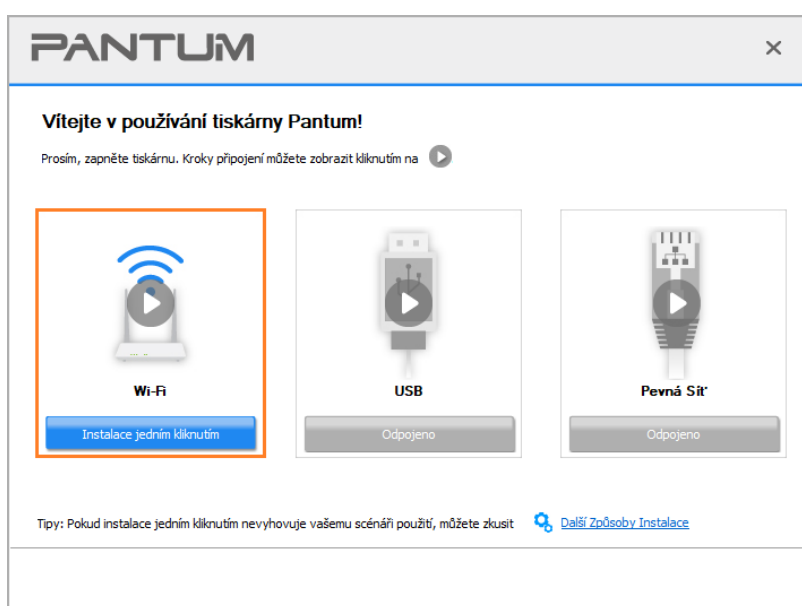 PANTUM
Vítejte v používání tiskárny Pantum!
Prosím, zapněte tiskárnu. Kroky připojení můžete zobrazit kliknutím na
Wi-Fi
USB
Pevná Síť
Instalace jedním kliknutím
Odpojeno
Odpojeno
Tipy: Pokud instalace jedním kliknutím nevyhovuje vašemu scénáři použití, můžete zkusit Další Způsoby Instalace